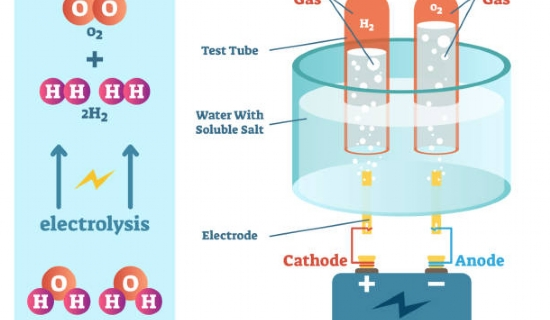 O O
O2
+
H H H H
2H2
electrolysis
O O
H H H H
Gas Gas
H2 O2
Test Tube
Water With
Soluble Salt
Electrode
Cathode Anode
+ −